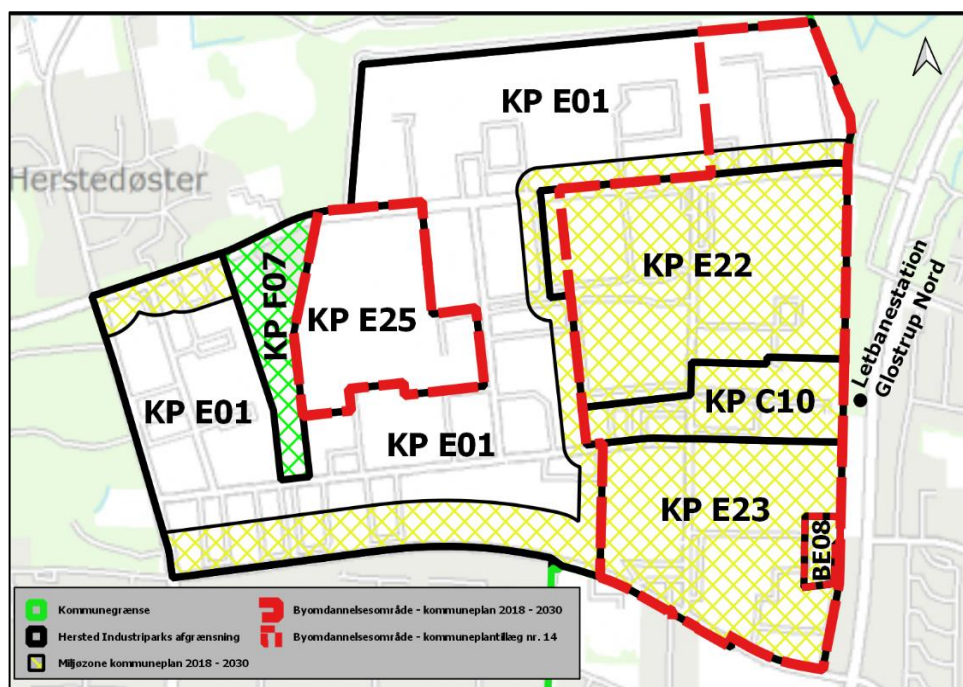 KP E01
Herstedøster
KP F07
KP E25
KP E22
KP E01
KP E01
KP C10
Letbanestation
Glostrup Nord
KP E23
BE08
Kommunegrænse
Hersted Industriparks afgrænsning
Miljøzone kommuneplan 2018 - 2030
Byomdannelsesområde - kommuneplan 2018 - 2030
Byomdannelsesområde - kommuneplantillæg nr. 14